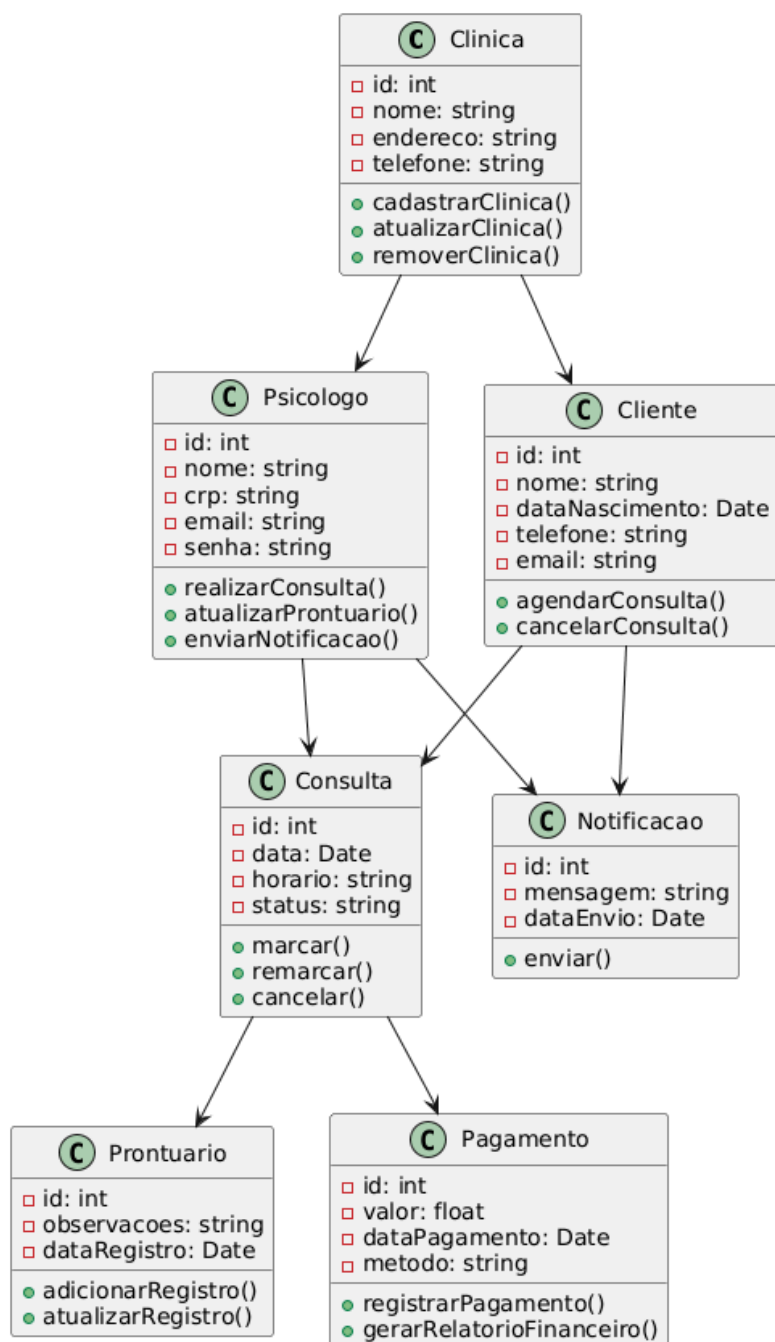 C Clinica
id: int
nome: string
endereco: string
telefone: string
cadastrarClinica()
atualizarClinica()
removerClinica()
C Psicologo
id: int
nome: string
crp: string
email: string
senha: string
realizarConsulta()
atualizarProntuario()
enviarNotificacao()
C Cliente
id: int
nome: string
dataNascimento: Date
telefone: string
email: string
agendarConsulta()
cancelarConsulta()
C Consulta
id: int
data: Date
horario: string
status: string
marcar()
remarcar()
cancelar()
C Notificacao
id: int
mensagem: string
dataEnvio: Date
enviar()
C Prontuario
id: int
observacoes: string
dataRegistro: Date
adicionarRegistro()
atualizarRegistro()
C Pagamento
id: int
valor: float
dataPagamento: Date
metodo: string
registrarPagamento()
gerarRelatorioFinanceiro()